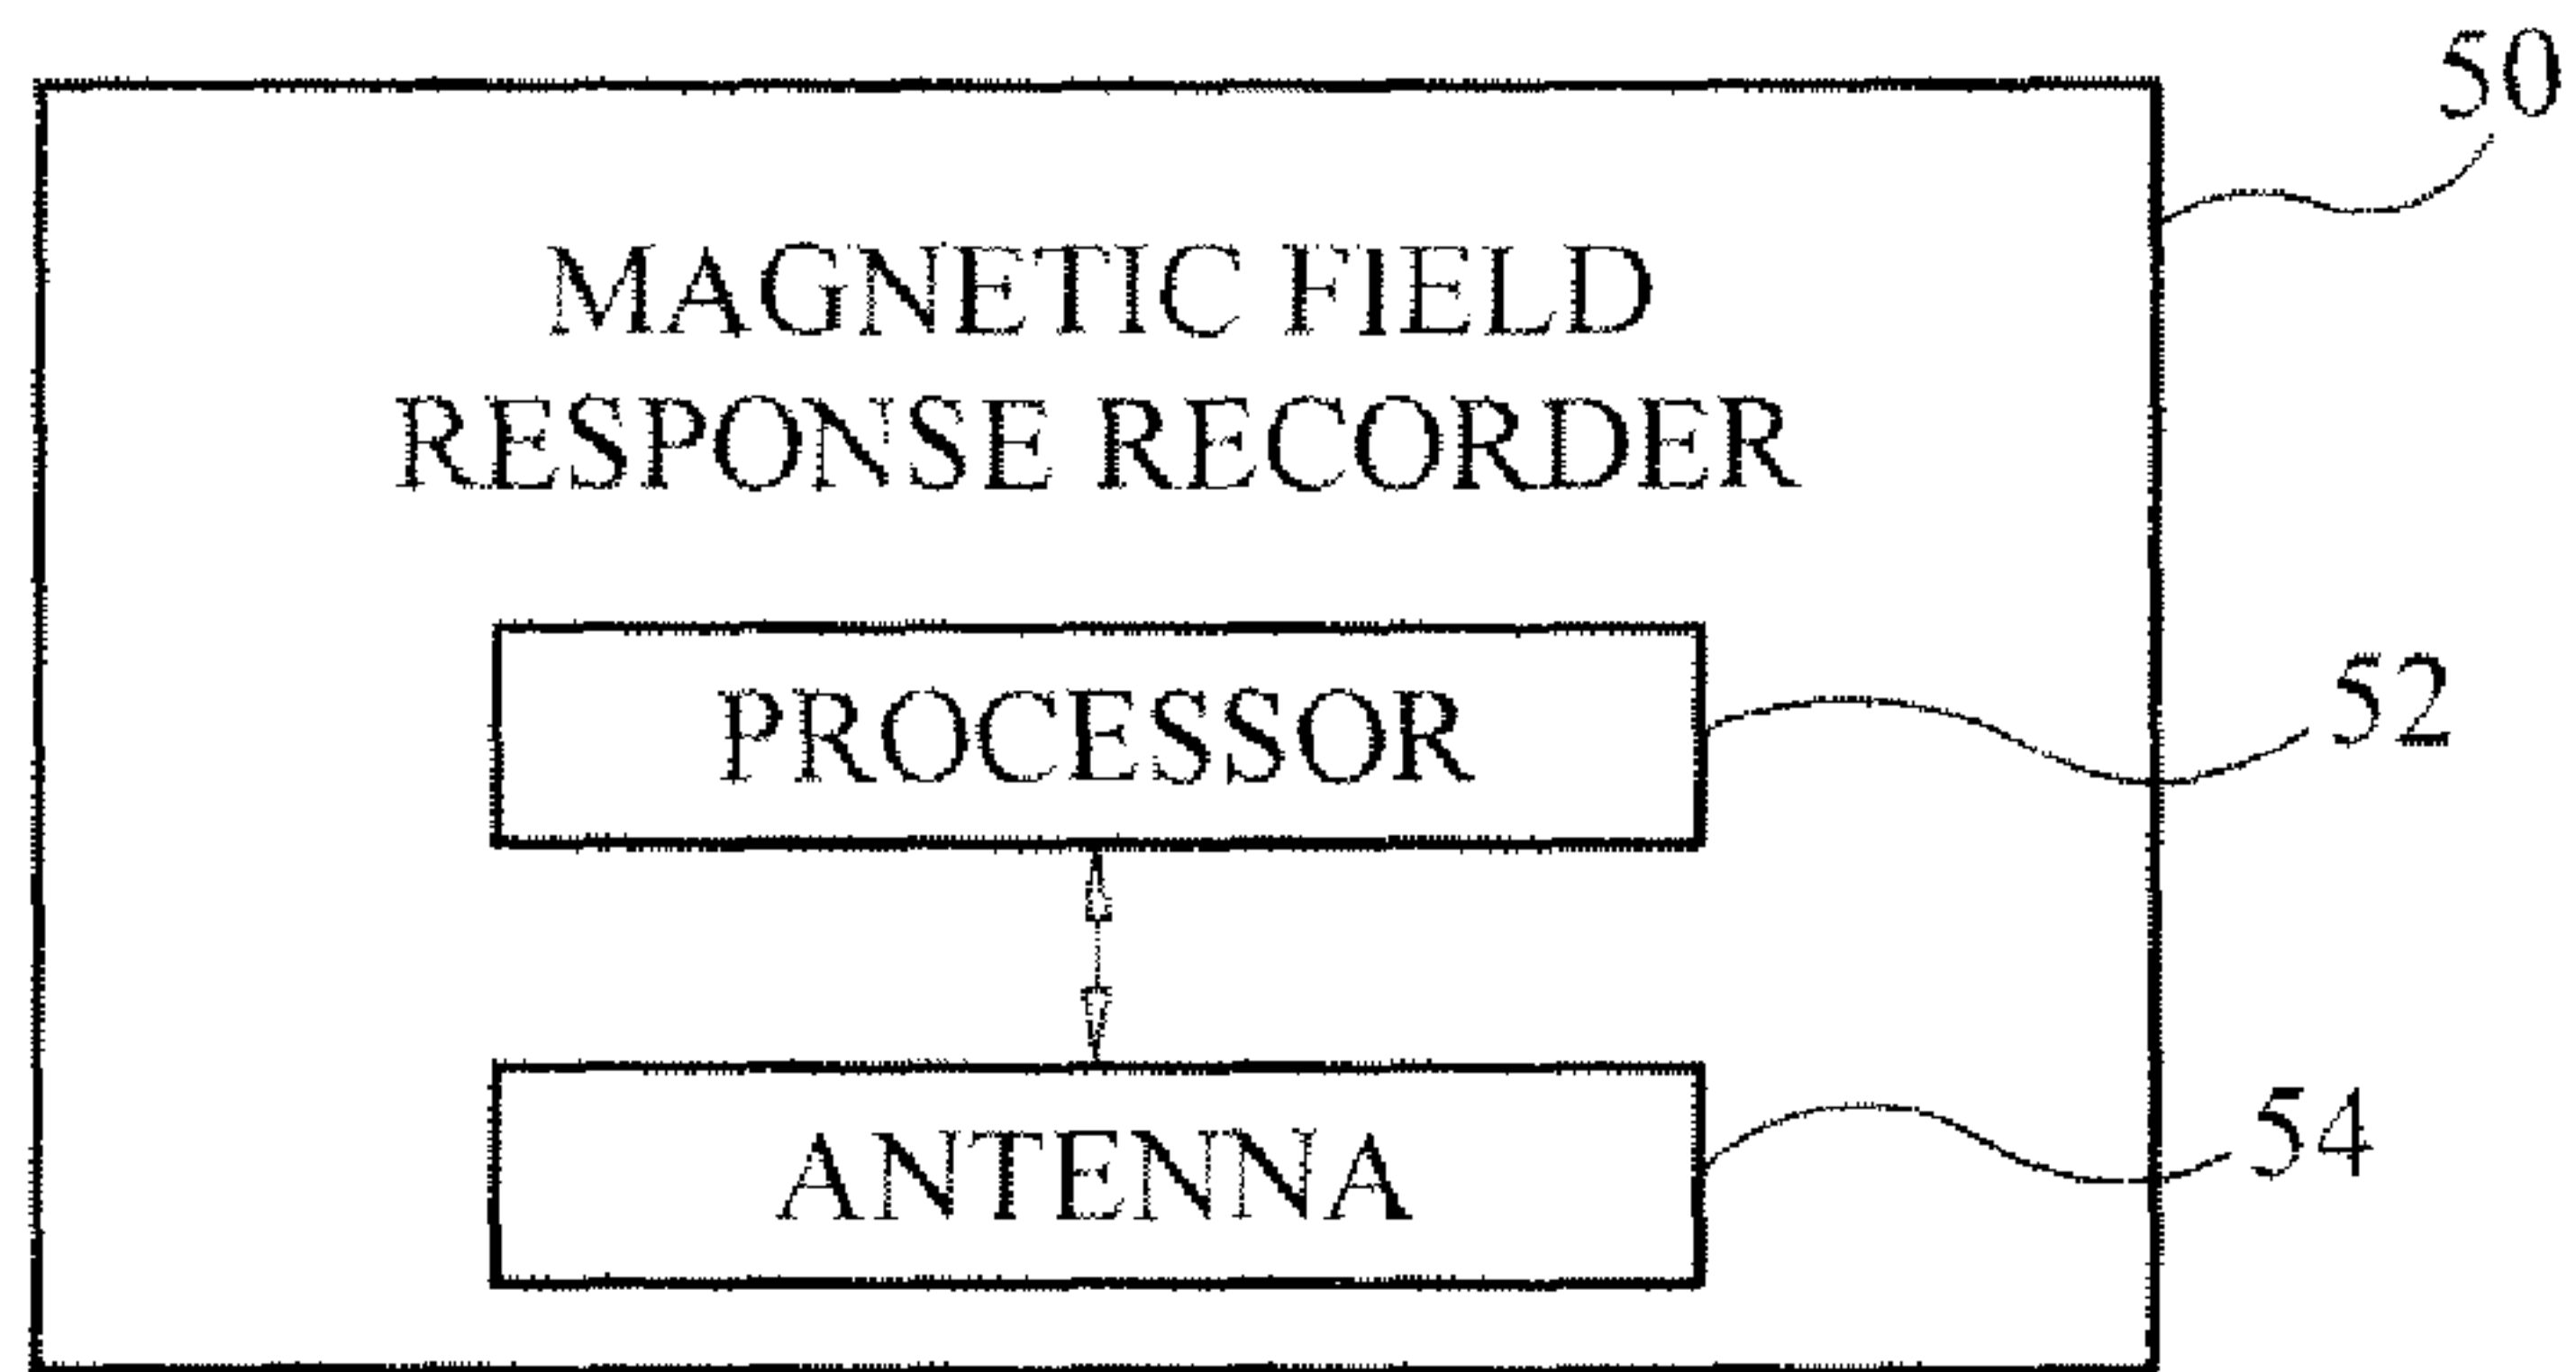 50
MAGNETIC FIELD
RESPONSE RECORDER
PROCESSOR
52
ANTENNA
54